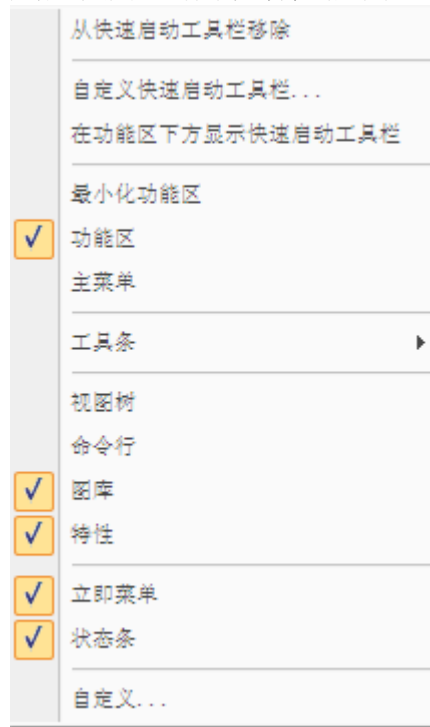 从快速启动工具栏移除
自定义快速启动工具栏...
在功能区下方显示快速启动工具栏
最小化功能区
功能区
主菜单
工具条
视图树
命令行
图库
特性
立即菜单
状态条
自定义...